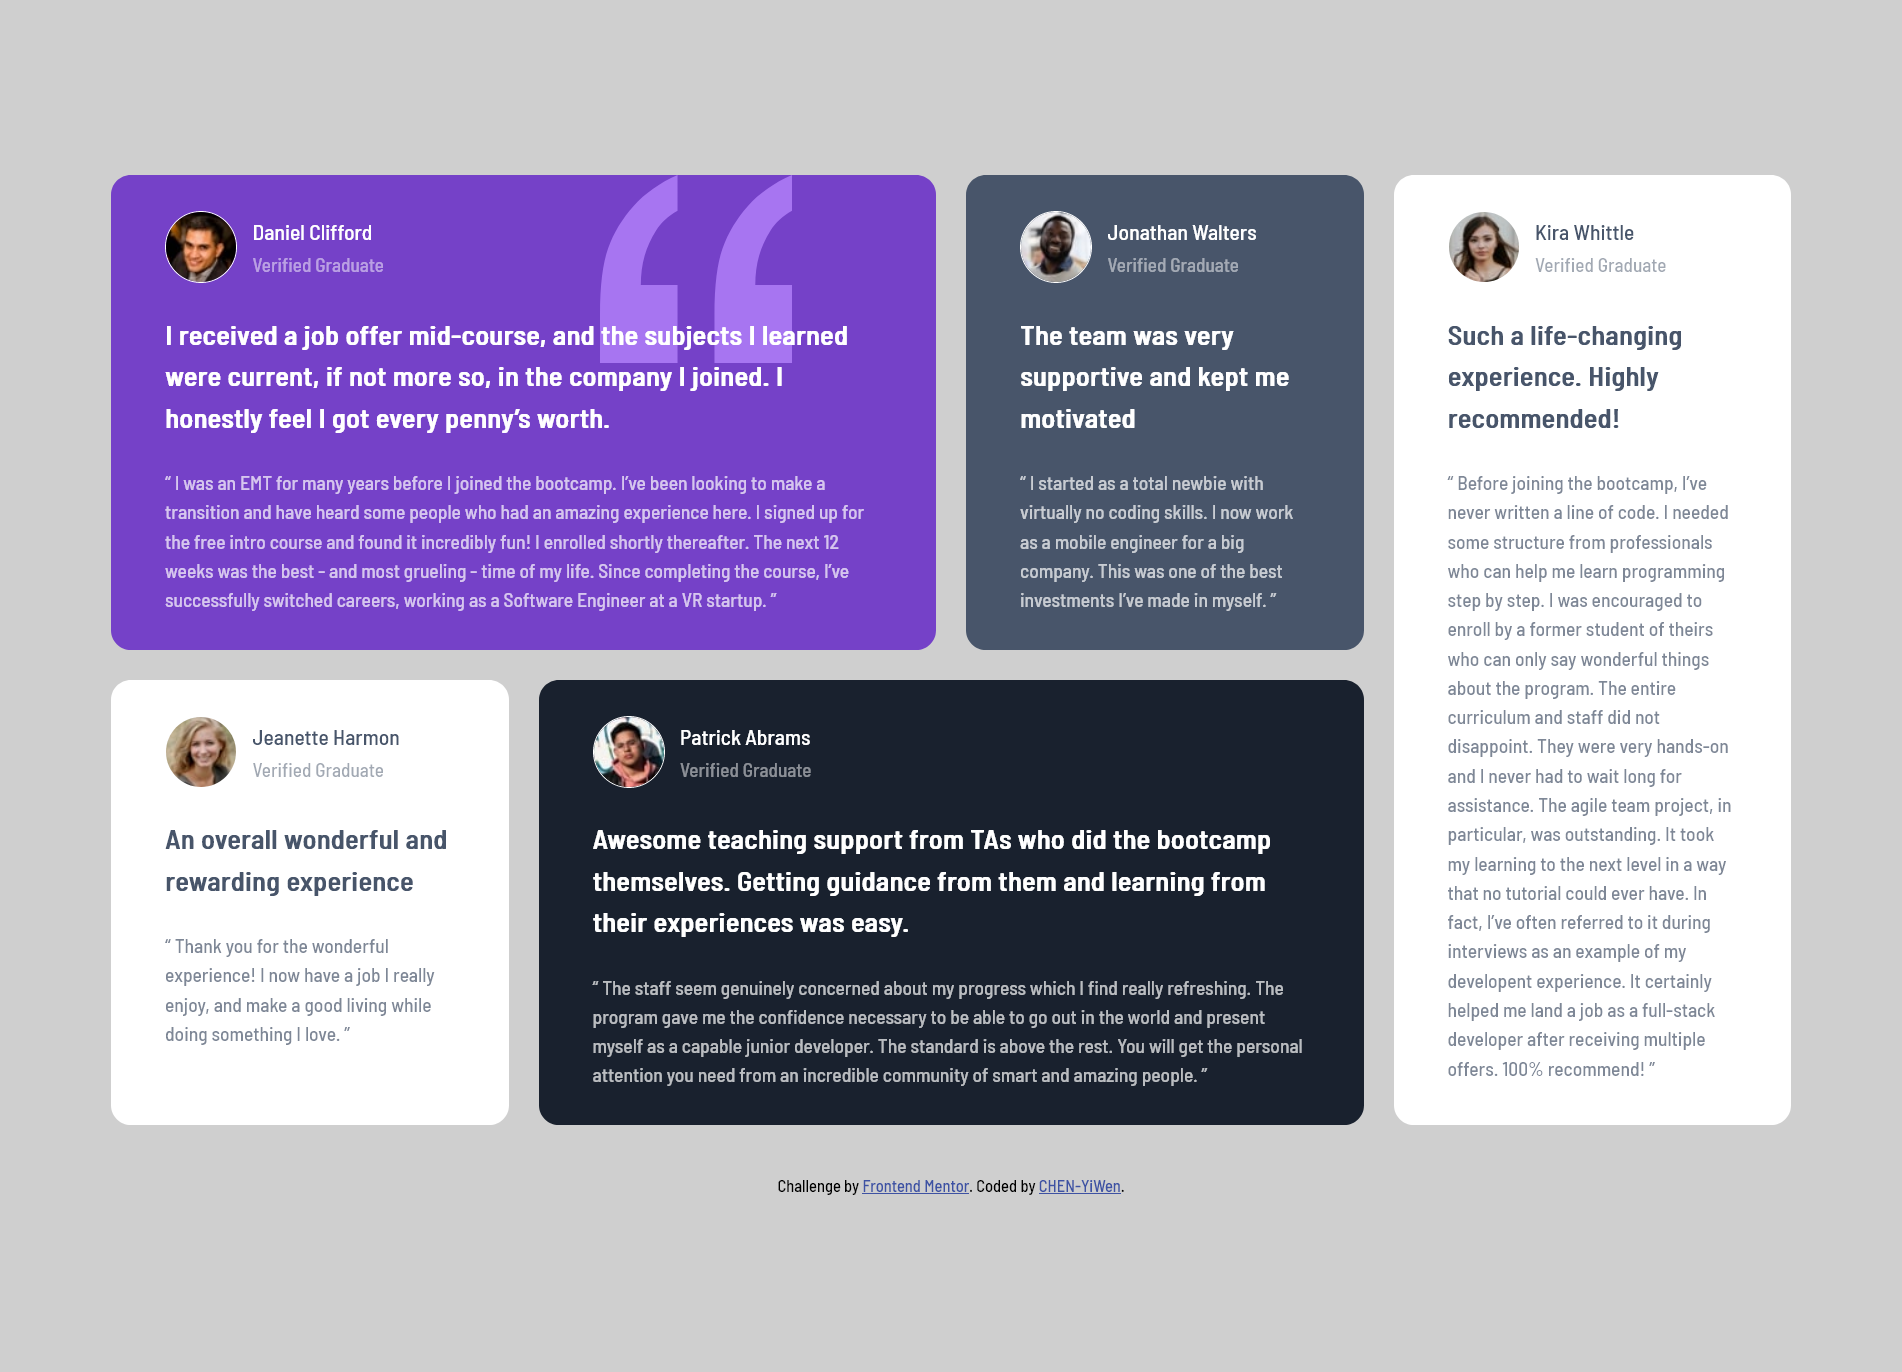 Daniel Clifford
Verified Graduate
I received a job offer mid-course, and the subjects I learned
were current, if not more so, in the company I joined. I
honestly feel I got every penny’s worth.
“ I was an EMT for many years before I joined the bootcamp. I’ve been looking to make a
transition and have heard some people who had an amazing experience here. I signed up for
the free intro course and found it incredibly fun! I enrolled shortly thereafter. The next 12
weeks was the best - and most grueling - time of my life. Since completing the course, I’ve
successfully switched careers, working as a Software Engineer at a VR startup. ”
Jonathan Walters
Verified Graduate
The team was very
supportive and kept me
motivated
“ I started as a total newbie with
virtually no coding skills. I now work
as a mobile engineer for a big
company. This was one of the best
investments I’ve made in myself. ”
Kira Whittle
Verified Graduate
Such a life-changing
experience. Highly
recommended!
“ Before joining the bootcamp, I’ve
never written a line of code. I needed
some structure from professionals
who can help me learn programming
step by step. I was encouraged to
enroll by a former student of theirs
who can only say wonderful things
about the program. The entire
curriculum and staff did not
disappoint. They were very hands-on
and I never had to wait long for
assistance. The agile team project, in
particular, was outstanding. It took
my learning to the next level in a way
that no tutorial could ever have. In
fact, I’ve often referred to it during
interviews as an example of my
developent experience. It certainly
helped me land a job as a full-stack
developer after receiving multiple
offers. 100% recommend! ”
Jeanette Harmon
Verified Graduate
An overall wonderful and
rewarding experience
“ Thank you for the wonderful
experience! I now have a job I really
enjoy, and make a good living while
doing something I love. ”
Patrick Abrams
Verified Graduate
Awesome teaching support from TAs who did the bootcamp
themselves. Getting guidance from them and learning from
their experiences was easy.
“ The staff seem genuinely concerned about my progress which I find really refreshing. The
program gave me the confidence necessary to be able to go out in the world and present
myself as a capable junior developer. The standard is above the rest. You will get the personal
attention you need from an incredible community of smart and amazing people. ”
Challenge by Frontend Mentor. Coded by CHEN-YiWen.